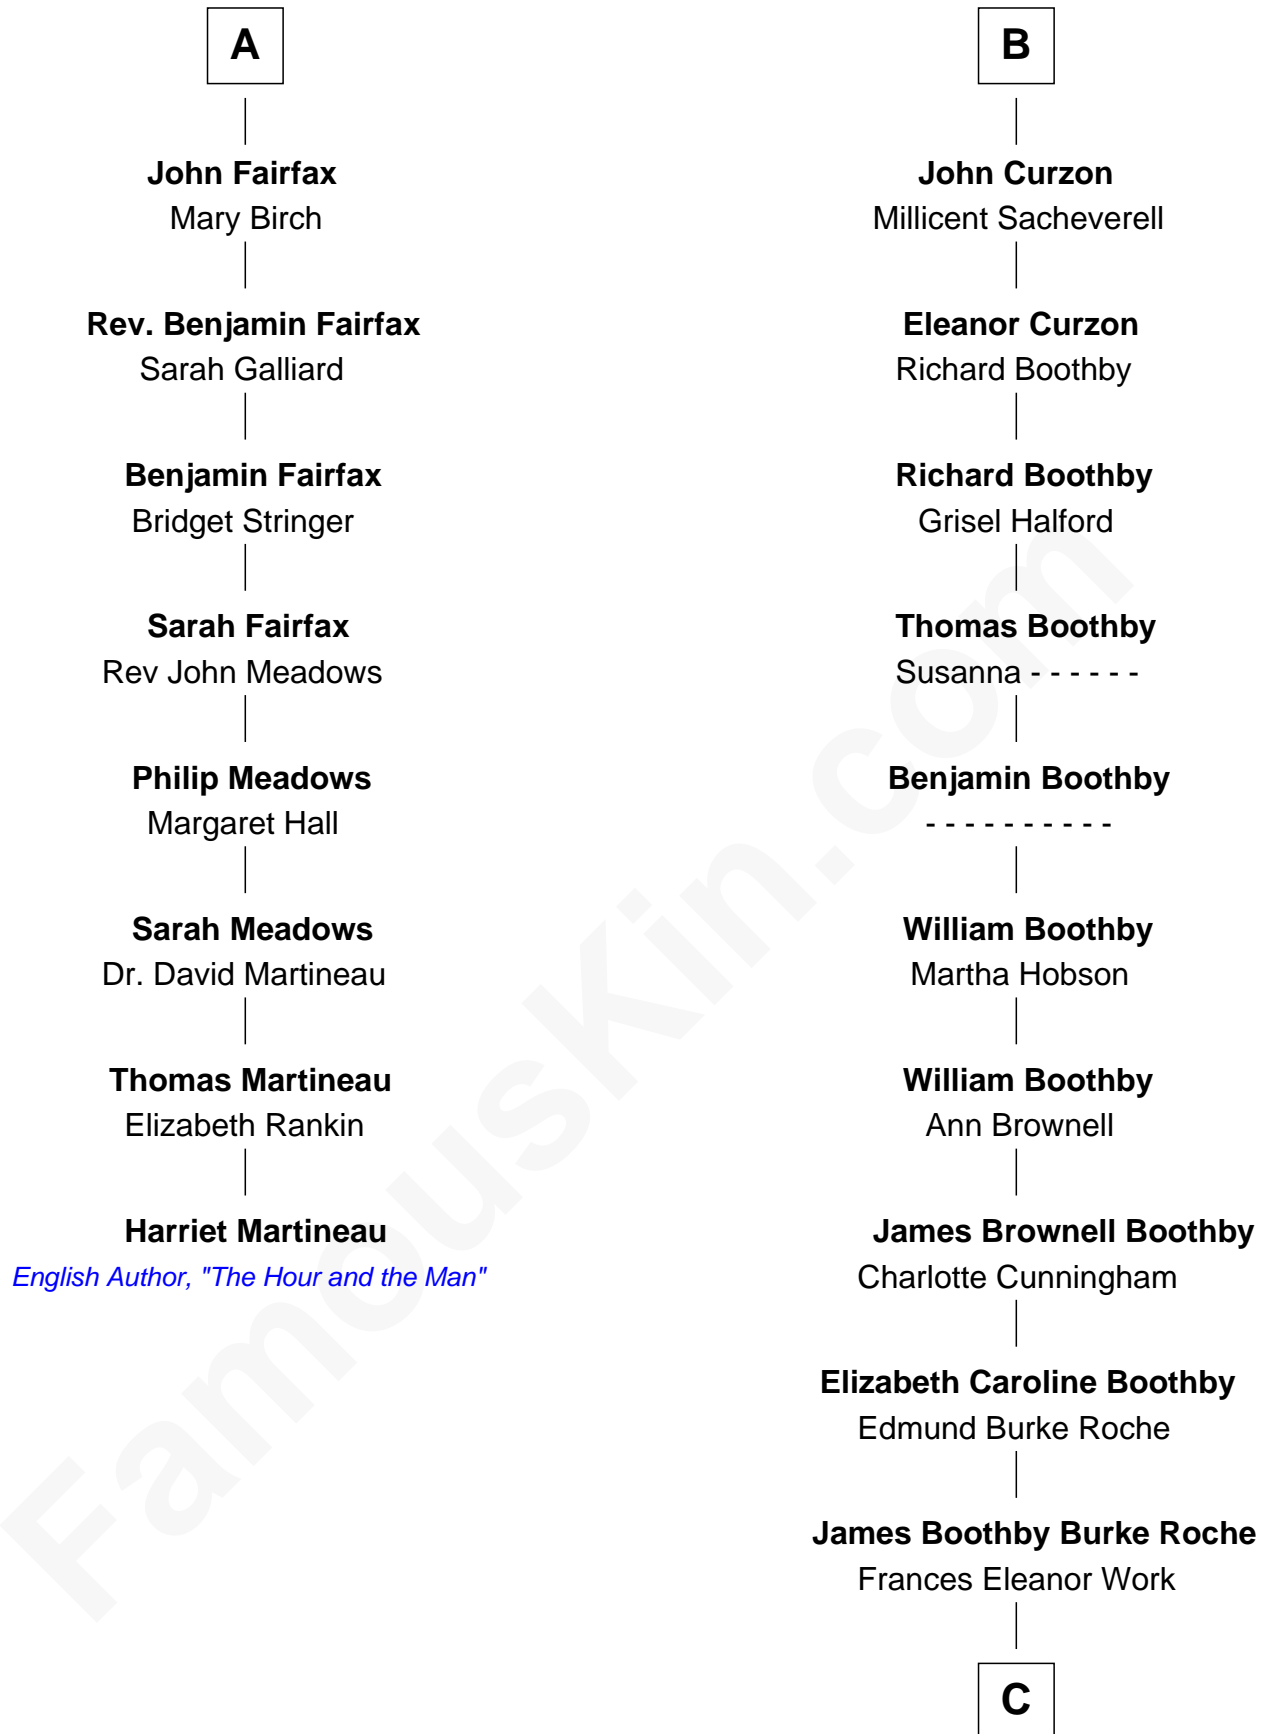 A
John Fairfax
Mary Birch
Rev. Benjamin Fairfax
Sarah Galliard
Benjamin Fairfax
Bridget Stringer
Sarah Fairfax
Rev John Meadows
Philip Meadows
Margaret Hall
Sarah Meadows
Dr. David Martineau
Thomas Martineau
Elizabeth Rankin
Harriet Martineau
English Author, "The Hour and the Man"
B
John Curzon
Millicent Sacheverell
Eleanor Curzon
Richard Boothby
Richard Boothby
Grisel Halford
Thomas Boothby
Susanna - - - - - -
Benjamin Boothby
- - - - - - - - - -
William Boothby
Martha Hobson
William Boothby
Ann Brownell
James Brownell Boothby
Charlotte Cunningham
Elizabeth Caroline Boothby
Edmund Burke Roche
James Boothby Burke Roche
Frances Eleanor Work
C
FamousKin.com